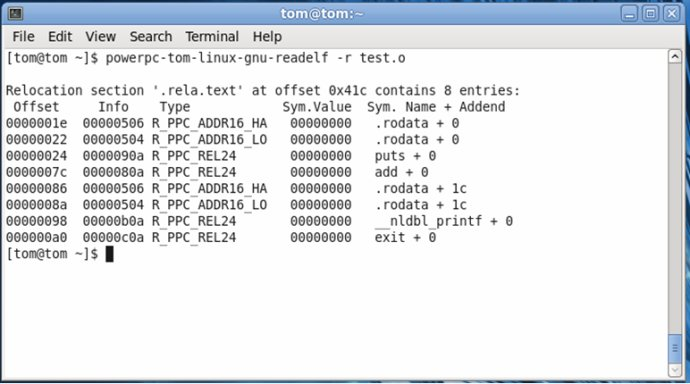 tom@tom:~
File Edit View Search Terminal Help
[tom@tom ~]$ powerpc-tom-linux-gnu-readelf -r test.o
Relocation section '.rela.text' at offset 0x41c contains 8 entries:
Offset Info Type Sym.Value Sym. Name + Addend
0000001e 00000506 R_PPC_ADDR16_HA 00000000 .rodata + 0
00000022 00000504 R_PPC_ADDR16_LO 00000000 .rodata + 0
00000024 0000090a R_PPC_REL24 00000000 puts + 0
0000007c 0000080a R_PPC_REL24 00000000 add + 0
00000086 00000506 R_PPC_ADDR16_HA 00000000 .rodata + 1c
0000008a 00000504 R_PPC_ADDR16_LO 00000000 .rodata + 1c
00000098 00000b0a R_PPC_REL24 00000000 __nldbl_printf + 0
000000a0 00000c0a R_PPC_REL24 00000000 exit + 0
[tom@tom ~]$